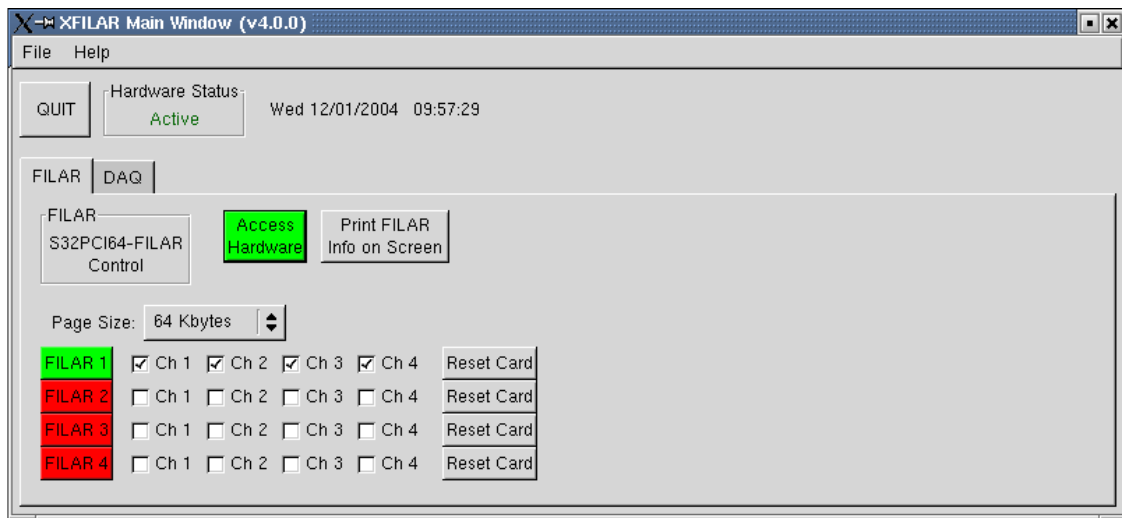 XFILAR Main Window (v4.0.0)
File Help
QUIT
Hardware Status
Active
Wed 12/01/2004 09:57:29
FILAR DAQ
FILAR
S32PCI64-FILAR
Control
Access
Hardware
Print FILAR
Info on Screen
Page Size: 64 Kbytes
FILAR 1 Ch 1 Ch 2 Ch 3 Ch 4 Reset Card
FILAR 2 Ch 1 Ch 2 Ch 3 Ch 4 Reset Card
FILAR 3 Ch 1 Ch 2 Ch 3 Ch 4 Reset Card
FILAR 4 Ch 1 Ch 2 Ch 3 Ch 4 Reset Card